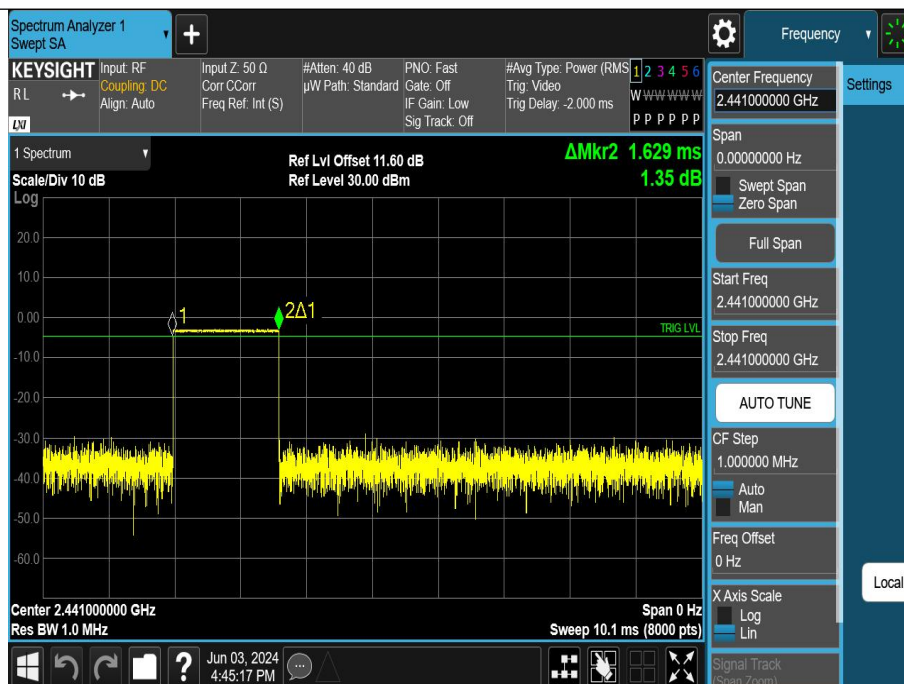 Spectrum Analyzer 1
Swept SA
+
Frequency
KEYSIGHT
R L
LXI
Input: RF
Coupling: DC
Align: Auto
Input Z: 50 Ω
Corr CCorr
Freq Ref: Int (S)
#Atten: 40 dB
µW Path: Standard
PNO: Fast
Gate: Off
IF Gain: Low
Sig Track: Off
#Avg Type: Power (RMS
Trig: Video
Trig Delay: -2.000 ms
1 2 3 4 5 6
W W W W W W
P P P P P P
1 Spectrum
Scale/Div 10 dB
Log
Ref Lvl Offset 11.60 dB
Ref Level 30.00 dBm
ΔMkr2 1.629 ms
1.35 dB
20.0
10.0
0.00
-10.0
-20.0
-30.0
-40.0
-50.0
-60.0
1
2Δ1
TRIG LVL
Center 2.441000000 GHz
Res BW 1.0 MHz
Span 0 Hz
Sweep 10.1 ms (8000 pts)
Center Frequency
2.441000000 GHz
Settings
Span
0.00000000 Hz
Swept Span
Zero Span
Full Span
Start Freq
2.441000000 GHz
Stop Freq
2.441000000 GHz
AUTO TUNE
CF Step
1.000000 MHz
Auto
Man
Freq Offset
0 Hz
Local
X Axis Scale
Log
Lin
Signal Track
(Span Zoom)
?
Jun 03, 2024
4:45:17 PM